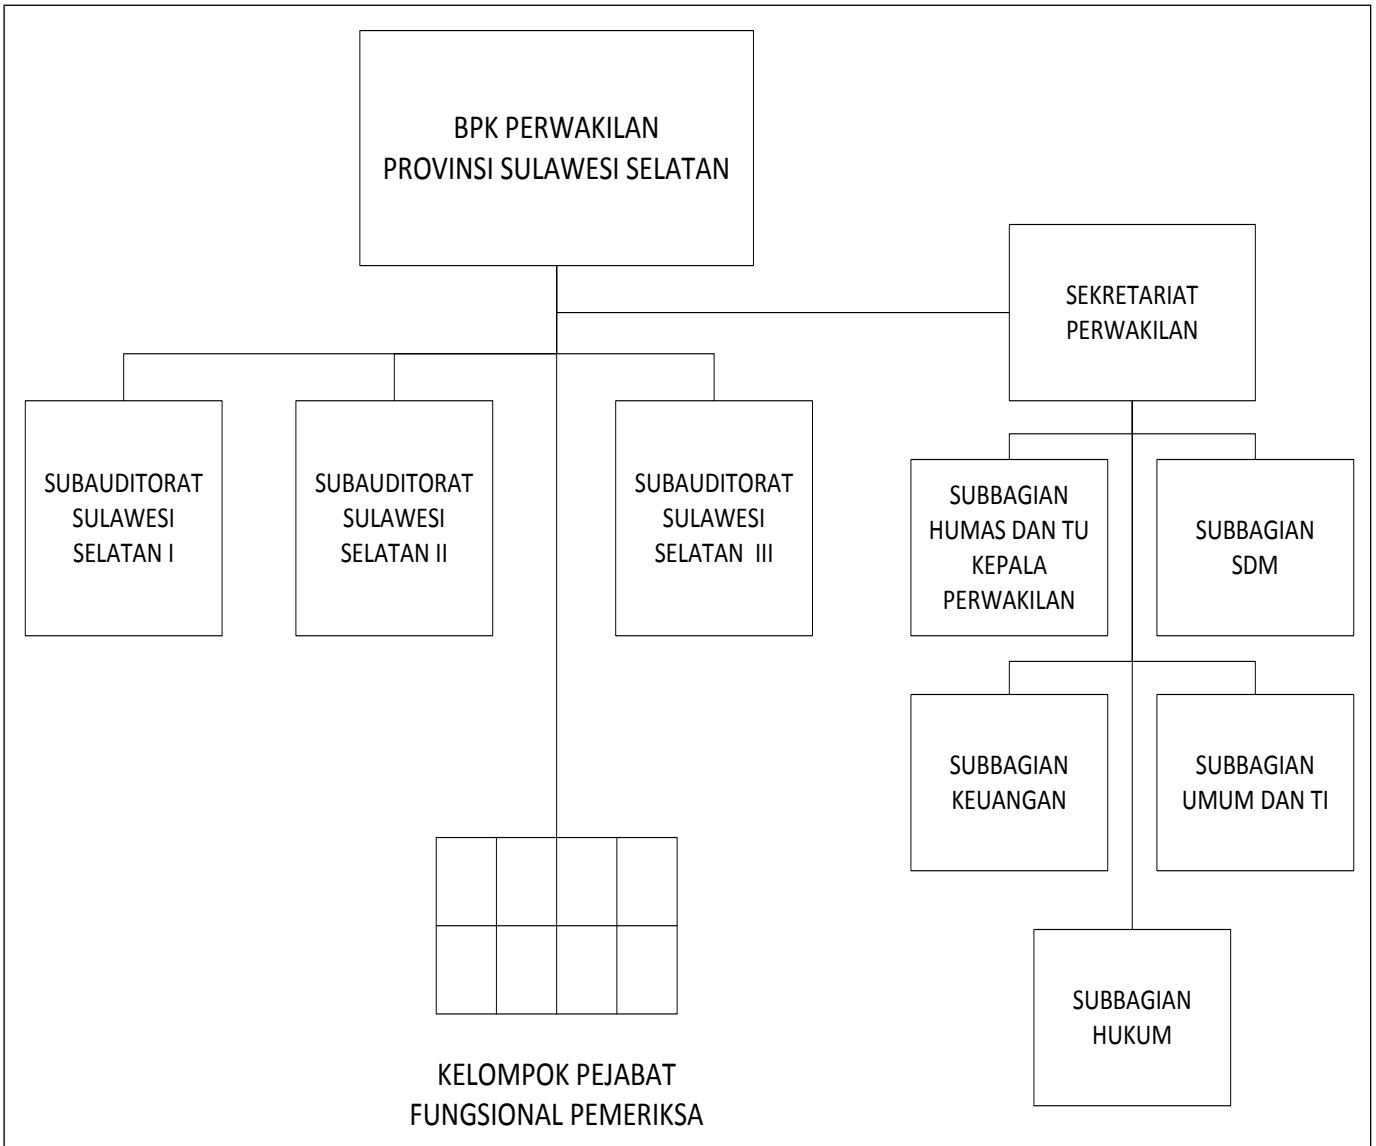 BPK PERWAKILAN
PROVINSI SULAWESI SELATAN
SEKRETARIAT
PERWAKILAN
SUBAUDITORAT
SULAWESI
SELATAN I
SUBAUDITORAT
SULAWESI
SELATAN II
SUBAUDITORAT
SULAWESI
SELATAN III
SUBBAGIAN
HUMAS DAN TU
KEPALA
PERWAKILAN
SUBBAGIAN
SDM
SUBBAGIAN
KEUANGAN
SUBBAGIAN
UMUM DAN TI
SUBBAGIAN
HUKUM
KELOMPOK PEJABAT
FUNGSIONAL PEMERIKSA